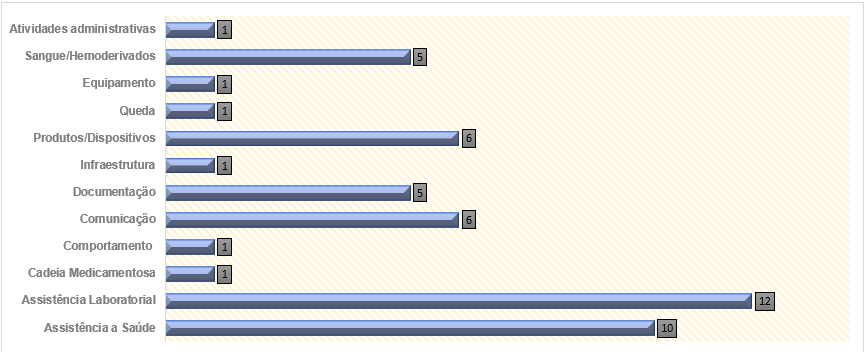 Atividades administrativas 1
Sangue/Hemoderivados 5
Equipamento 1
Queda 1
Produtos/Dispositivos 6
Infraestrutura 1
Documentação 5
Comunicação 6
Comportamento 1
Cadeia Medicamentosa 1
Assistência Laboratorial 12
Assistência a Saúde 10